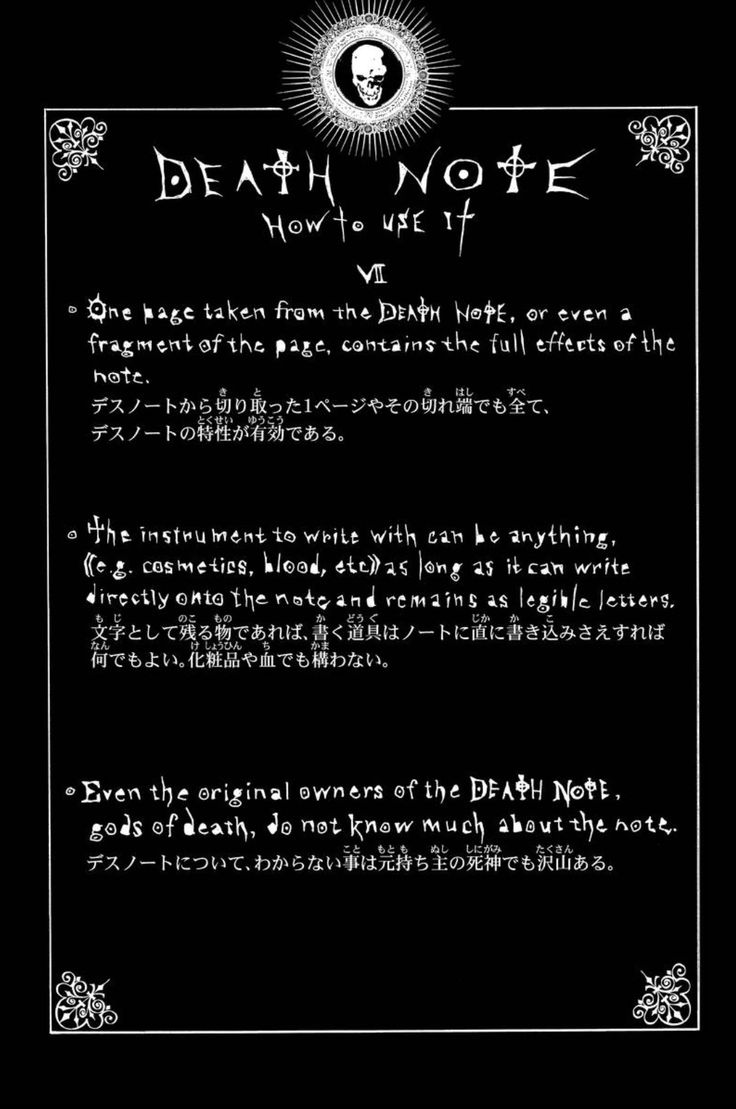 DEATH NOTE
HOW to USE It
VII
One page taken from the DEATH NOTE, or even a
fragment of the page, contains the full effects of the
note.
デスノートから切り取った1ページやその切れ端でも全て、
デスノートの特性が有効である。
The instrument to write with can be anything,
((e.g. cosmetics, blood, etc)) as long as it can write
directly onto the note and remains as legible letters.
文字として残る物であれば、書く道具はノートに直に書き込みさえすれば
何でもよい。化粧品や血でも構わない。
Even the original owners of the DEATH NOTE,
gods of death, do not know much about the note.
デスノートについて、わからない事は元持ち主の死神でも沢山ある。